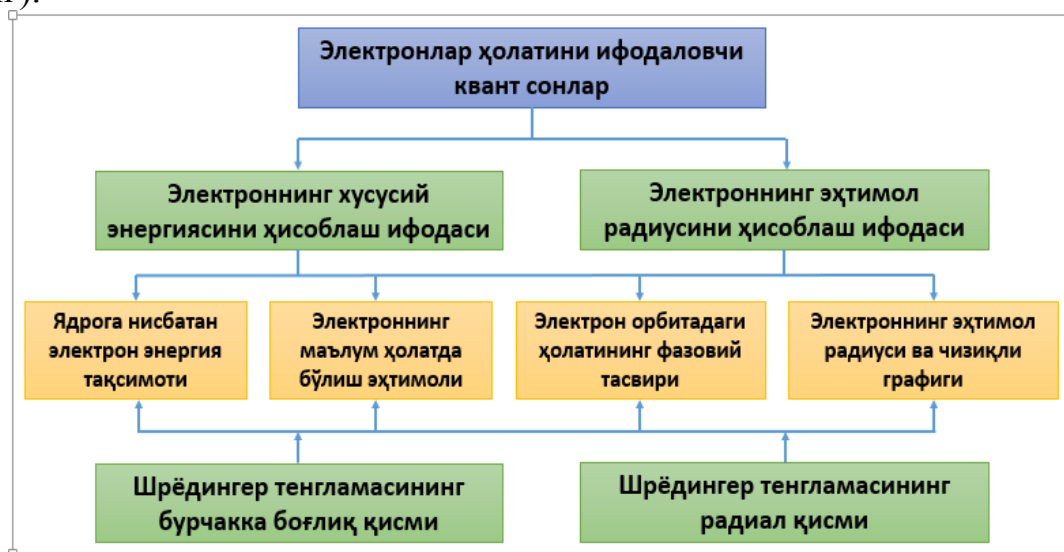 Электронлар ҳолатини ифодаловчи
квант сонлар
Электроннинг хусусий
энергиясини ҳисоблаш ифодаси
Электроннинг эҳтимол
радиусини ҳисоблаш ифодаси
Ядрога нисбатан
электрон энергия
тақсимоти
Электроннинг
маълум ҳолатда
бўлиш эҳтимоли
Электрон орбитадаги
ҳолатининг фазовий
тасвири
Электроннинг эҳтимол
радиуси ва чизиқли
графиги
Шрёдингер тенгламасининг
бурчакка боғлиқ қисми
Шрёдингер тенгламасининг
радиал қисми